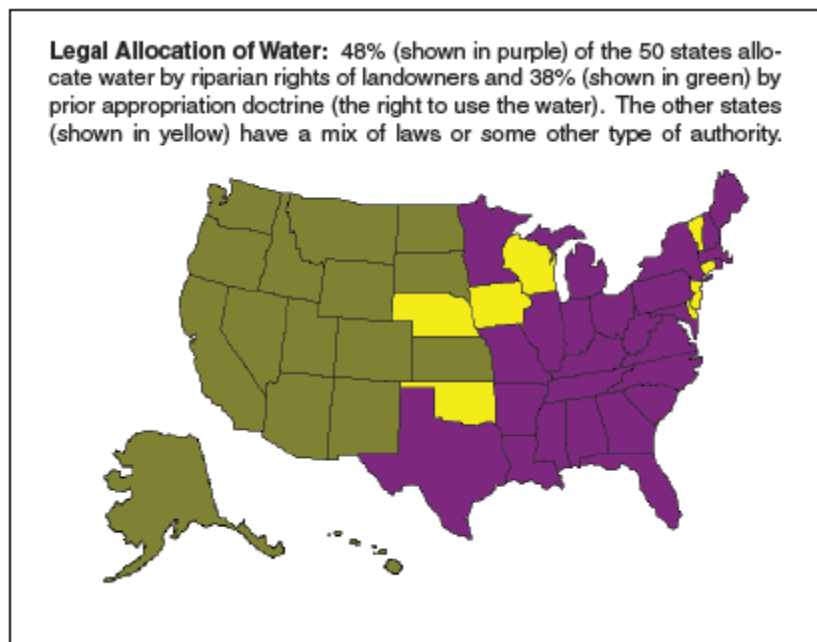 Legal Allocation of Water: 48% (shown in purple) of the 50 states allo-
cate water by riparian rights of landowners and 38% (shown in green) by
prior appropriation doctrine (the right to use the water). The other states
(shown in yellow) have a mix of laws or some other type of authority.